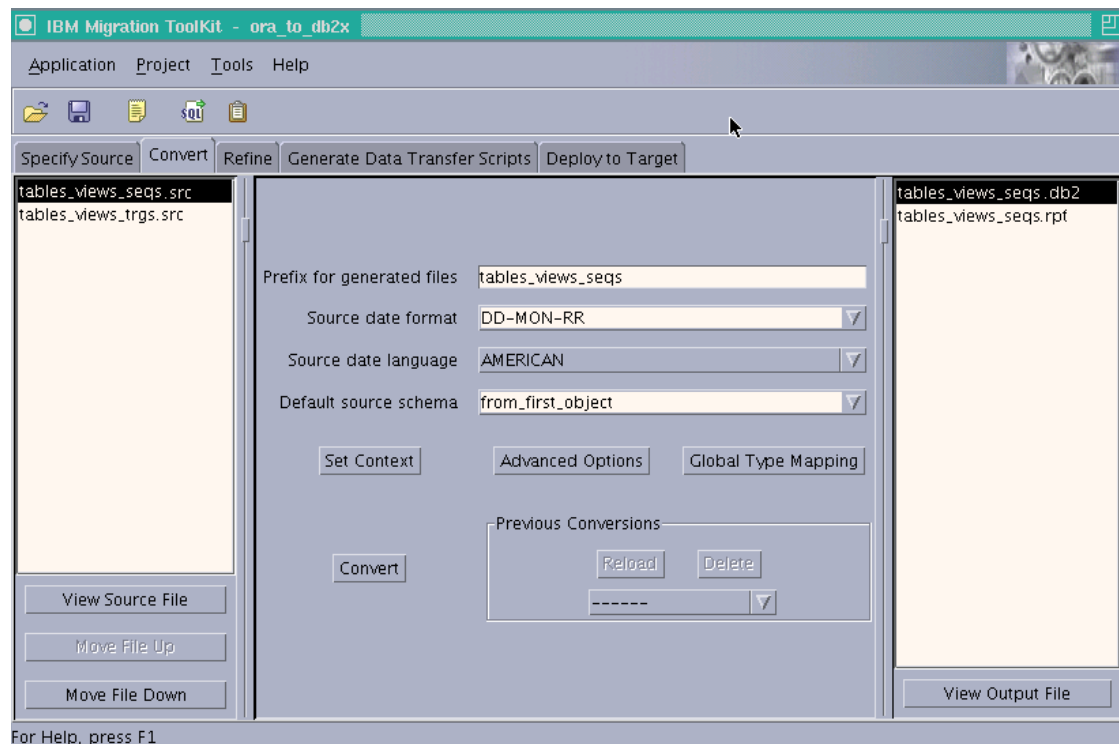 IBM Migration ToolKit - ora_to_db2x
Application Project Tools Help
SQL
Specify Source Convert Refine Generate Data Transfer Scripts Deploy to Target
tables_views_seqs.src
tables_views_trgs.src
Prefix for generated files tables_views_seqs
Source date format DD-MON-RR
Source date language AMERICAN
Default source schema from_first_object
Set Context Advanced Options Global Type Mapping
Previous Conversions
Convert Reload Delete
------
View Source File
Move File Up
Move File Down
tables_views_seqs.db2
tables_views_seqs.rpt
View Output File
For Help, press F1